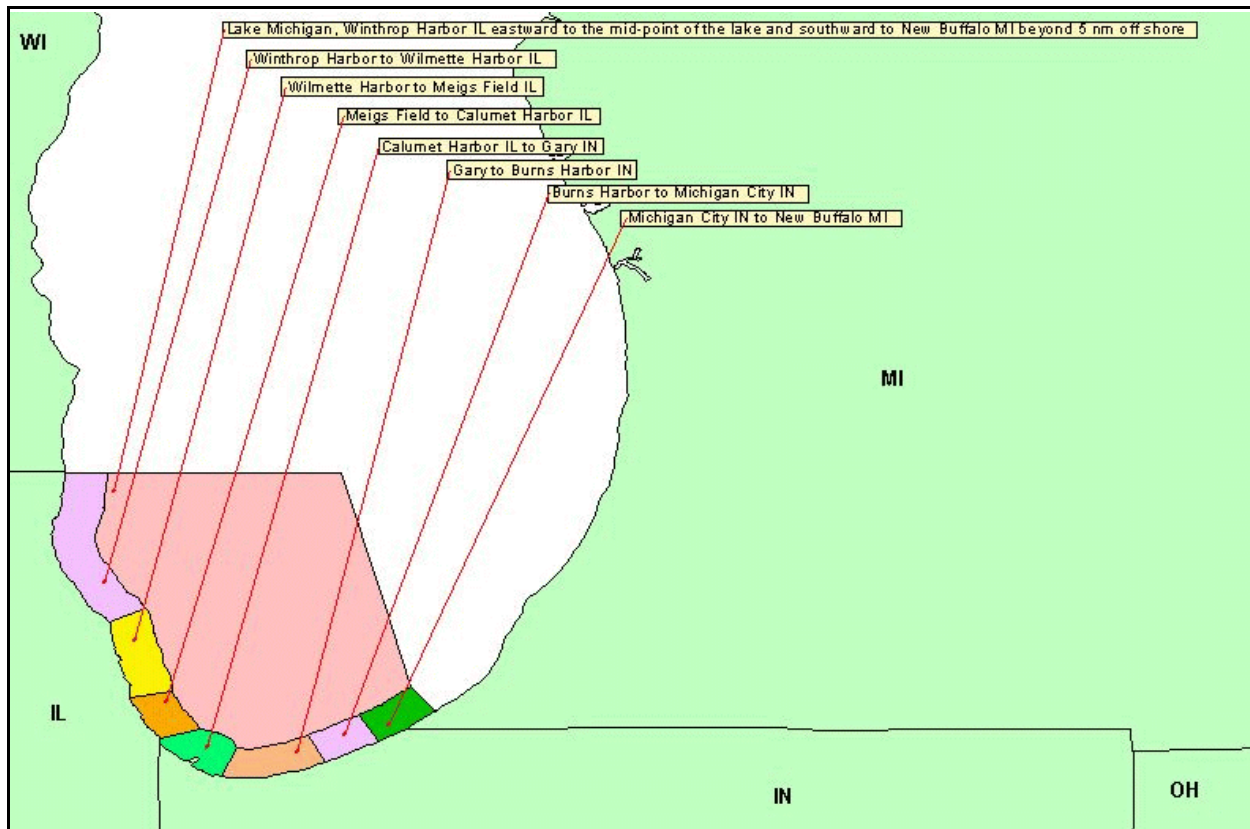 Lake Michigan, Winthrop Harbor IL eastward to the mid-point of the lake and southward to New Buffalo MI beyond 5 nm off shore
WI
Winthrop Harbor to Wilmette Harbor IL
Wilmette Harbor to Meigs Field IL
Meigs Field to Calumet Harbor IL
Calumet Harbor IL to Gary IN
Gary to Burns Harbor IN
Burns Harbor to Michigan City IN
Michigan City IN to New Buffalo MI
MI
IL
IN
OH